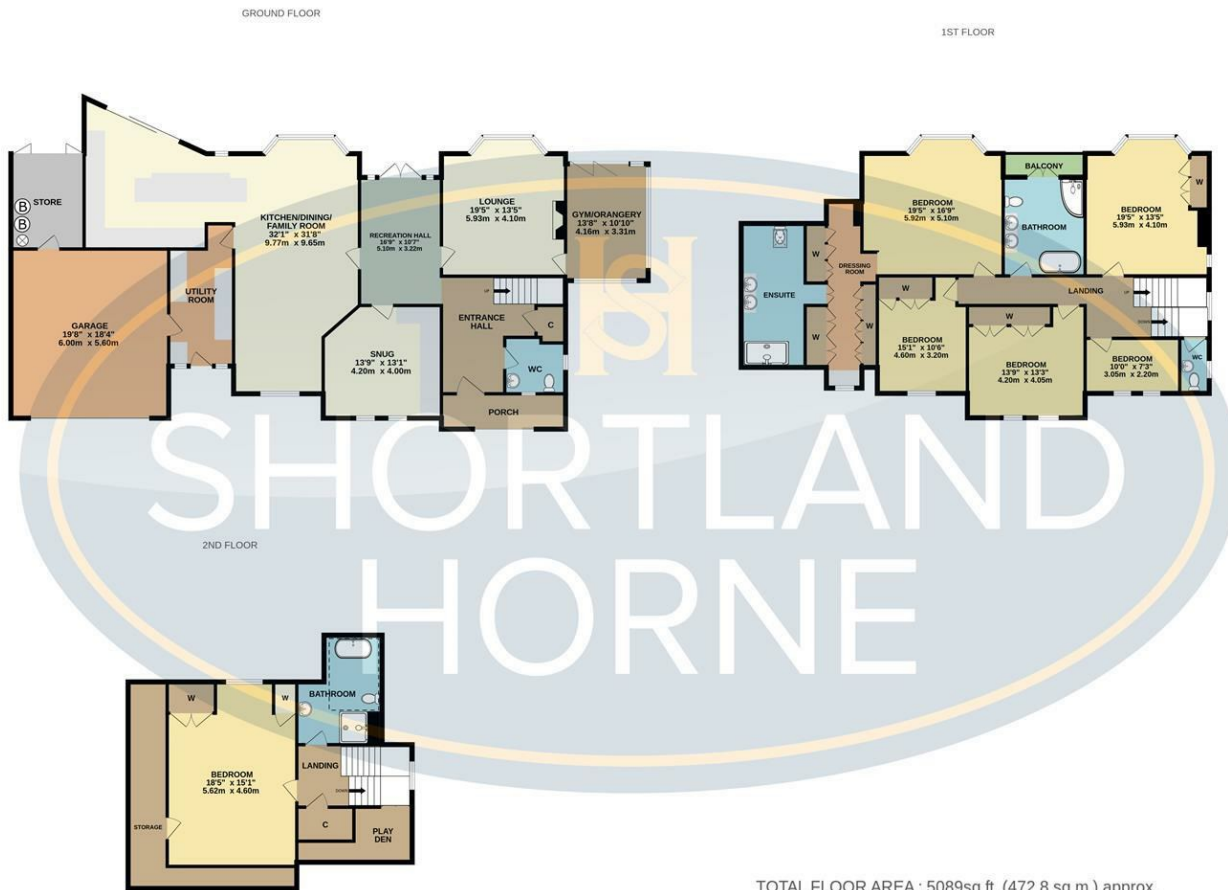 GROUND FLOOR
STORE
B
B
GARAGE
19'8" x 18'4"
6.00m x 5.60m
UTILITY
ROOM
KITCHEN/DINING/
FAMILY ROOM
32'1" x 31'8"
9.77m x 9.65m
RECREATION HALL
16'9" x 10'7"
5.10m x 3.22m
LOUNGE
19'5" x 13'5"
5.93m x 4.10m
GYM/ORANGERY
13'8" x 10'10"
4.16m x 3.31m
UP
ENTRANCE
HALL
C
SNUG
13'9" x 13'1"
4.20m x 4.00m
WC
PORCH
1ST FLOOR
BEDROOM
19'5" x 16'9"
5.92m x 5.10m
BALCONY
BATHROOM
BEDROOM
19'5" x 13'5"
5.93m x 4.10m
W
W
DRESSING
ROOM
ENSUITE
W
W
W
LANDING
UP
DOWN
W
BEDROOM
15'1" x 10'6"
4.60m x 3.20m
BEDROOM
13'9" x 13'3"
4.20m x 4.05m
BEDROOM
10'0" x 7'3"
3.05m x 2.20m
WC
SH
SHORTLAND
HORNE
2ND FLOOR
W
W
BATHROOM
BEDROOM
18'5" x 15'1"
5.62m x 4.60m
LANDING
DOWN
STORAGE
C
PLAY
DEN
TOTAL FLOOR AREA : 5089sq.ft. (472.8 sq.m.) approx.